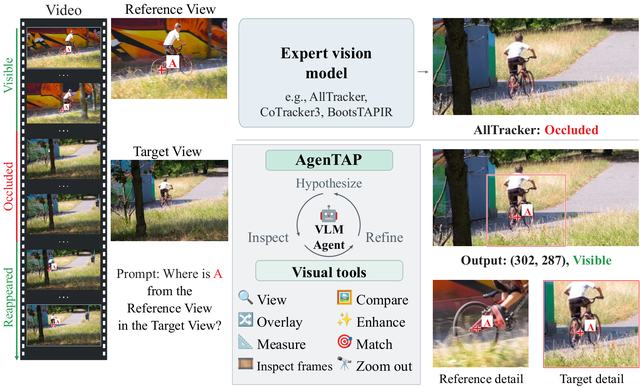 Video
Visible
...
Occluded
...
...
Reappeared
...
Reference View
A
Target View
Prompt: Where is A
from the
Reference View
in the Target View?
Expert vision
model
e.g., AllTracker,
CoTracker3, BootsTAPIR
AllTracker: Occluded
AgenTAP
Hypothesize
Inspect
VLM
Agent
Refine
Visual tools
View
Compare
Overlay
Enhance
Measure
Match
Inspect frames
Zoom out
A
Output: (302, 287), Visible
A
Reference detail
A
Target detail